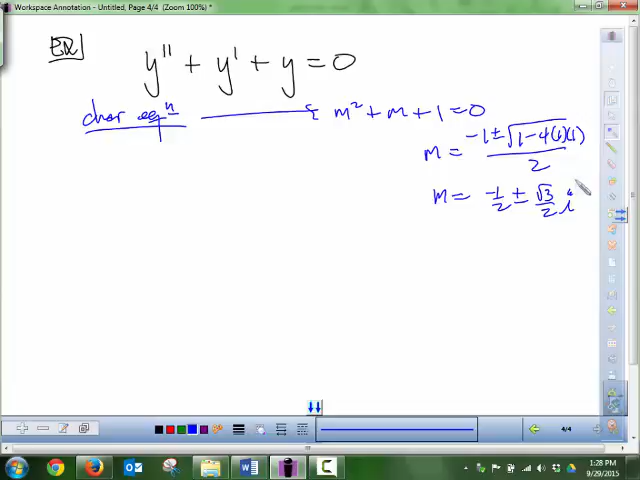 Workspace Annotation - Untitled, Page 4/4 (Zoom 200%) *
EX
y'' + y' + y = 0
char eqⁿ → m² + m + 1 = 0
m = (-1 ± √(1-4(1)(1)))/2
m = -1/2 ± √3/2 i
4/4
1:28 PM
9/29/2015